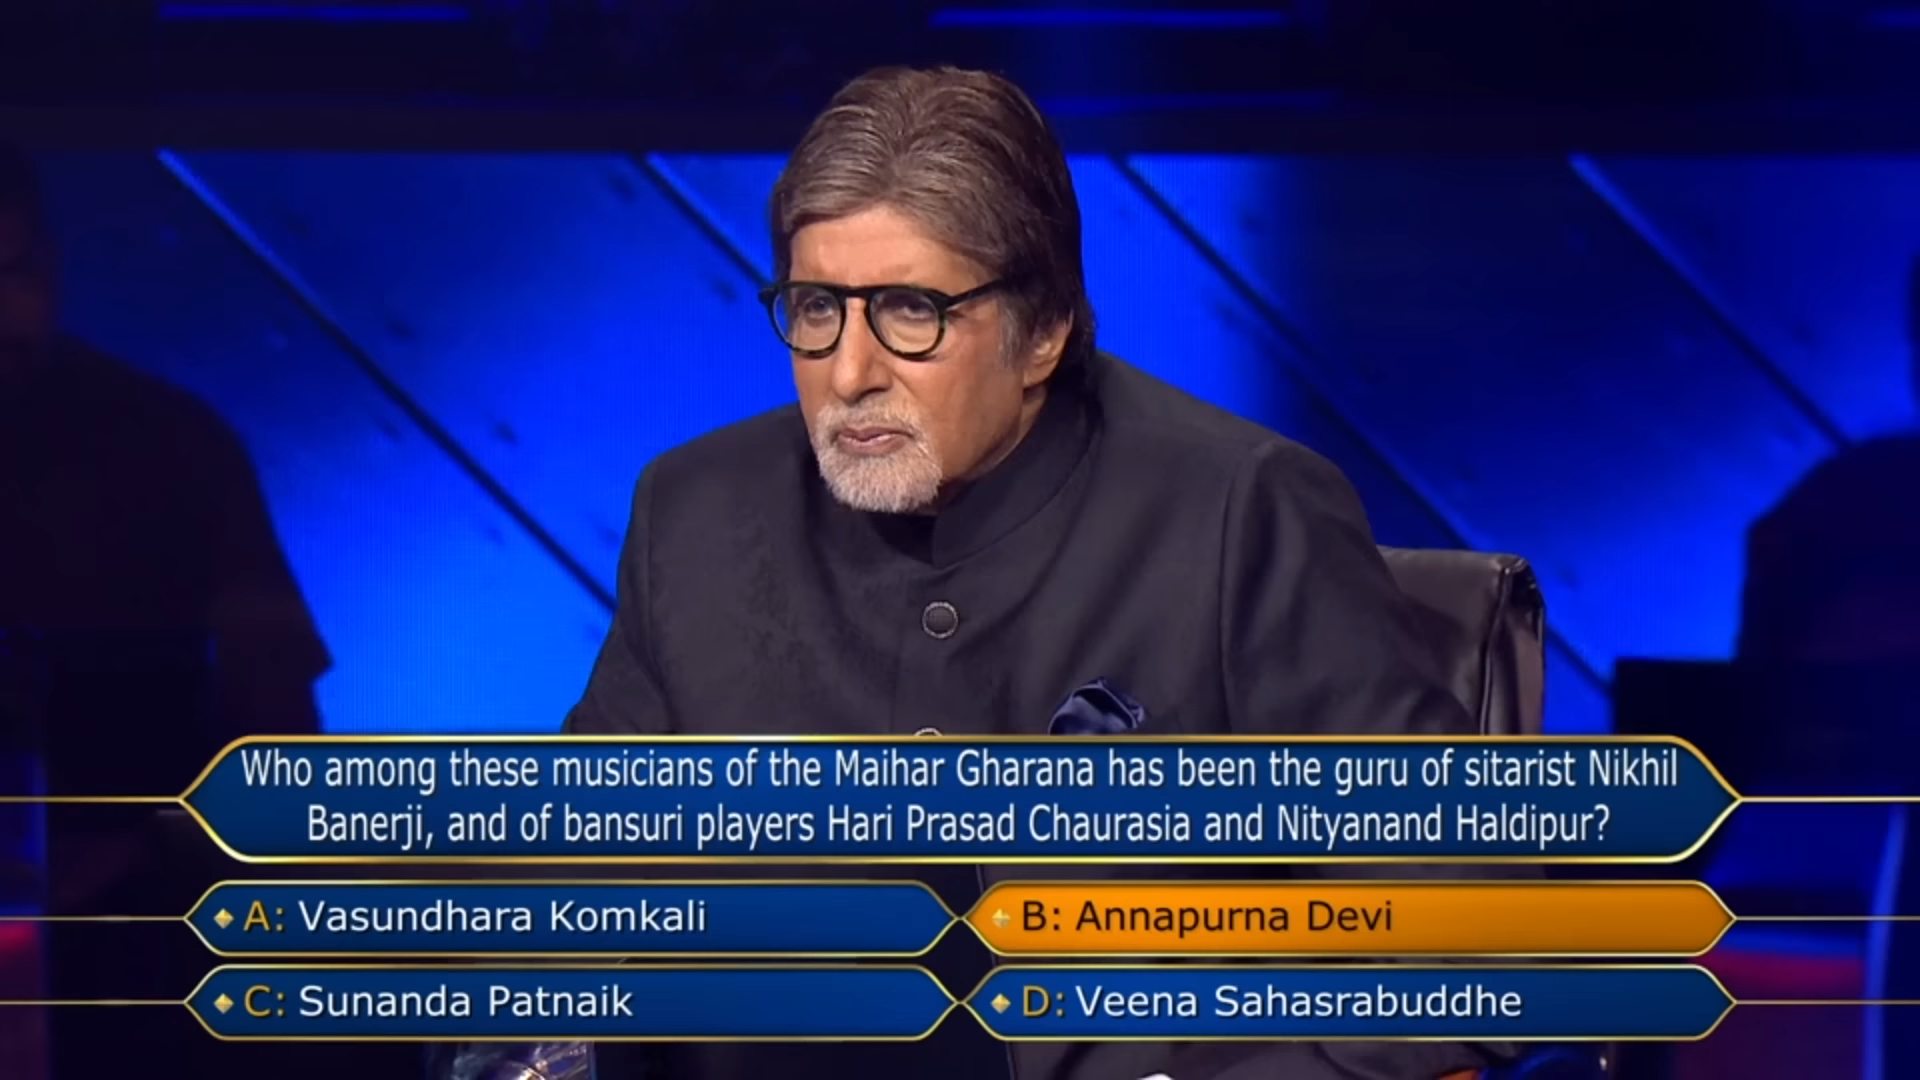 Who among these musicians of the Maihar Gharana has been the guru of sitarist Nikhil
Banerji, and of bansuri players Hari Prasad Chaurasia and Nityanand Haldipur?
A: Vasundhara Komkali
B: Annapurna Devi
C: Sunanda Patnaik
D: Veena Sahasrabuddhe